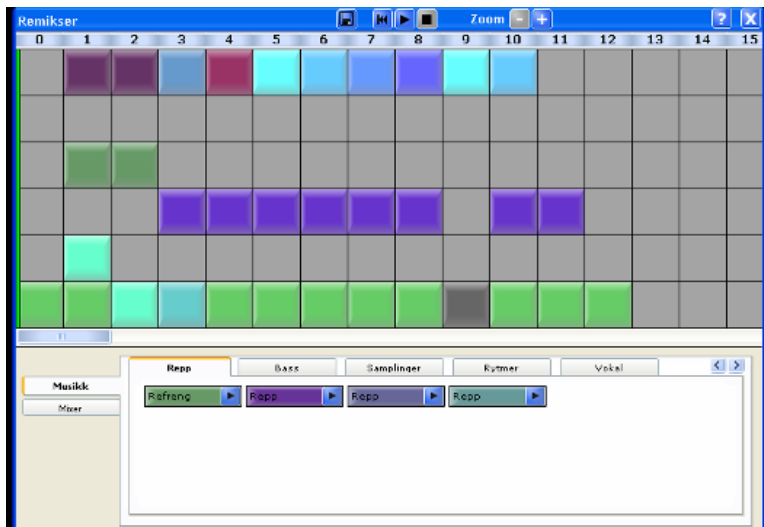 Remikser Zoom - + ? X
0 1 2 3 4 5 6 7 8 9 10 11 12 13 14 15
Repp Bass Samplinger Rytmer Vokal < >
Musikk
Mixer
Refreng Repp Repp Repp